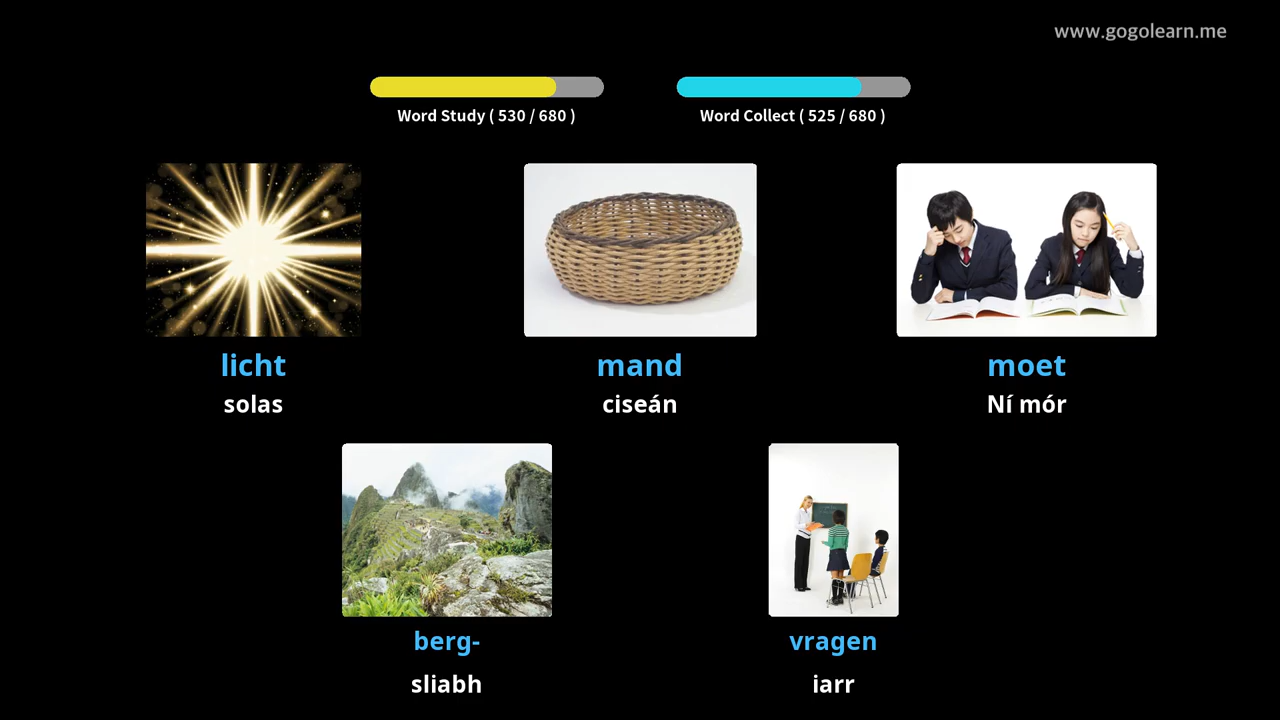 www.gogolearn.me
Word Study ( 530 / 680 )
Word Collect ( 525 / 680 )
licht
mand
moet
solas
ciseán
Ní mór
berg-
vragen
sliabh
iarr